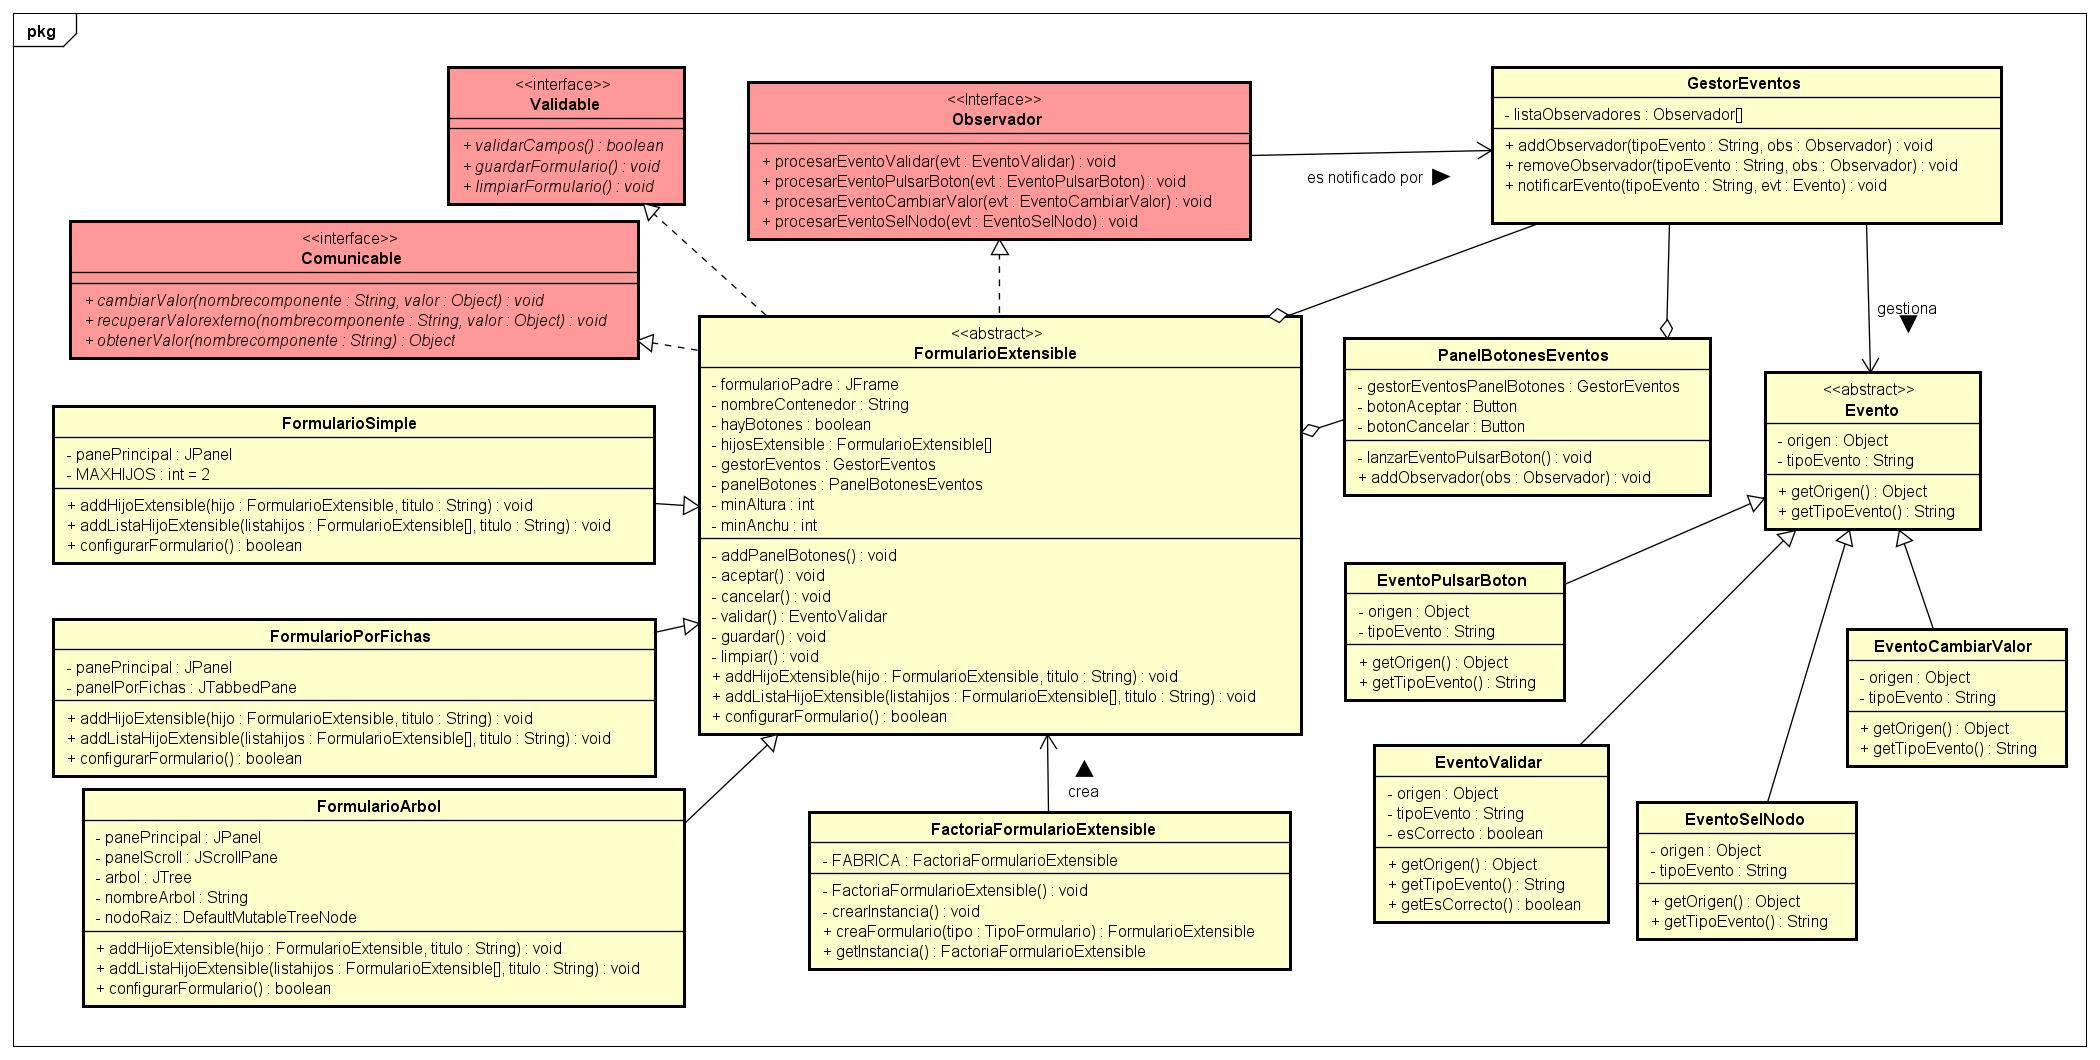 pkg
<<interface>>
Validable
+ validarCampos() : boolean
+ guardarFormulario() : void
+ limpiarFormulario() : void
<<Interface>>
Observador
+ procesarEventoValidar(evt : EventoValidar) : void
+ procesarEventoPulsarBoton(evt : EventoPulsarBoton) : void
+ procesarEventoCambiarValor(evt : EventoCambiarValor) : void
+ procesarEventoSelNodo(evt : EventoSelNodo) : void
es notificado por
GestorEventos
- listaObservadores : Observador[]
+ addObservador(tipoEvento : String, obs : Observador) : void
+ removeObservador(tipoEvento : String, obs : Observador) : void
+ notificarEvento(tipoEvento : String, evt : Evento) : void
<<interface>>
Comunicable
+ cambiarValor(nombrecomponente : String, valor : Object) : void
+ recuperarValorexterno(nombrecomponente : String, valor : Object) : void
+ obtenerValor(nombrecomponente : String) : Object
<<abstract>>
FormularioExtensible
- formularioPadre : JFrame
- nombreContenedor : String
- hayBotones : boolean
- hijosExtensible : FormularioExtensible[]
- gestorEventos : GestorEventos
- panelBotones : PanelBotonesEventos
- minAltura : int
- minAnchu : int
- addPanelBotones() : void
- aceptar() : void
- cancelar() : void
- validar() : EventoValidar
- guardar() : void
- limpiar() : void
+ addHijoExtensible(hijo : FormularioExtensible, titulo : String) : void
+ addListaHijoExtensible(listahijos : FormularioExtensible[], titulo : String) : void
+ configurarFormulario() : boolean
PanelBotonesEventos
- gestorEventosPanelBotones : GestorEventos
- botonAceptar : Button
- botonCancelar : Button
- lanzarEventoPulsarBoton() : void
+ addObservador(obs : Observador) : void
gestiona
<<abstract>>
Evento
- origen : Object
- tipoEvento : String
+ getOrigen() : Object
+ getTipoEvento() : String
FormularioSimple
- panePrincipal : JPanel
- MAXHIJOS : int = 2
+ addHijoExtensible(hijo : FormularioExtensible, titulo : String) : void
+ addListaHijoExtensible(listahijos : FormularioExtensible[], titulo : String) : void
+ configurarFormulario() : boolean
FormularioPorFichas
- panePrincipal : JPanel
- panelPorFichas : JTabbedPane
+ addHijoExtensible(hijo : FormularioExtensible, titulo : String) : void
+ addListaHijoExtensible(listahijos : FormularioExtensible[], titulo : String) : void
+ configurarFormulario() : boolean
FormularioArbol
- panePrincipal : JPanel
- panelScroll : JScrollPane
- arbol : JTree
- nombreArbol : String
- nodoRaiz : DefaultMutableTreeNode
+ addHijoExtensible(hijo : FormularioExtensible, titulo : String) : void
+ addListaHijoExtensible(listahijos : FormularioExtensible[], titulo : String) : void
+ configurarFormulario() : boolean
crea
FactoriaFormularioExtensible
- FABRICA : FactoriaFormularioExtensible
- FactoriaFormularioExtensible() : void
- crearInstancia() : void
+ creaFormulario(tipo : TipoFormulario) : FormularioExtensible
+ getInstancia() : FactoriaFormularioExtensible
EventoPulsarBoton
- origen : Object
- tipoEvento : String
+ getOrigen() : Object
+ getTipoEvento() : String
EventoCambiarValor
- origen : Object
- tipoEvento : String
+ getOrigen() : Object
+ getTipoEvento() : String
EventoValidar
- origen : Object
- tipoEvento : String
- esCorrecto : boolean
+ getOrigen() : Object
+ getTipoEvento() : String
+ getEsCorrecto() : boolean
EventoSelNodo
- origen : Object
- tipoEvento : String
+ getOrigen() : Object
+ getTipoEvento() : String